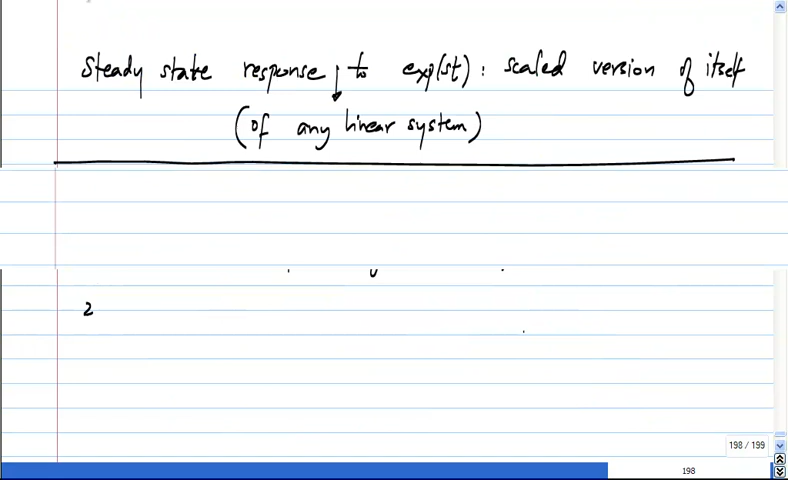 Steady state response to exp(st): scaled version of itself
(of any linear system)
2
198 / 199
198